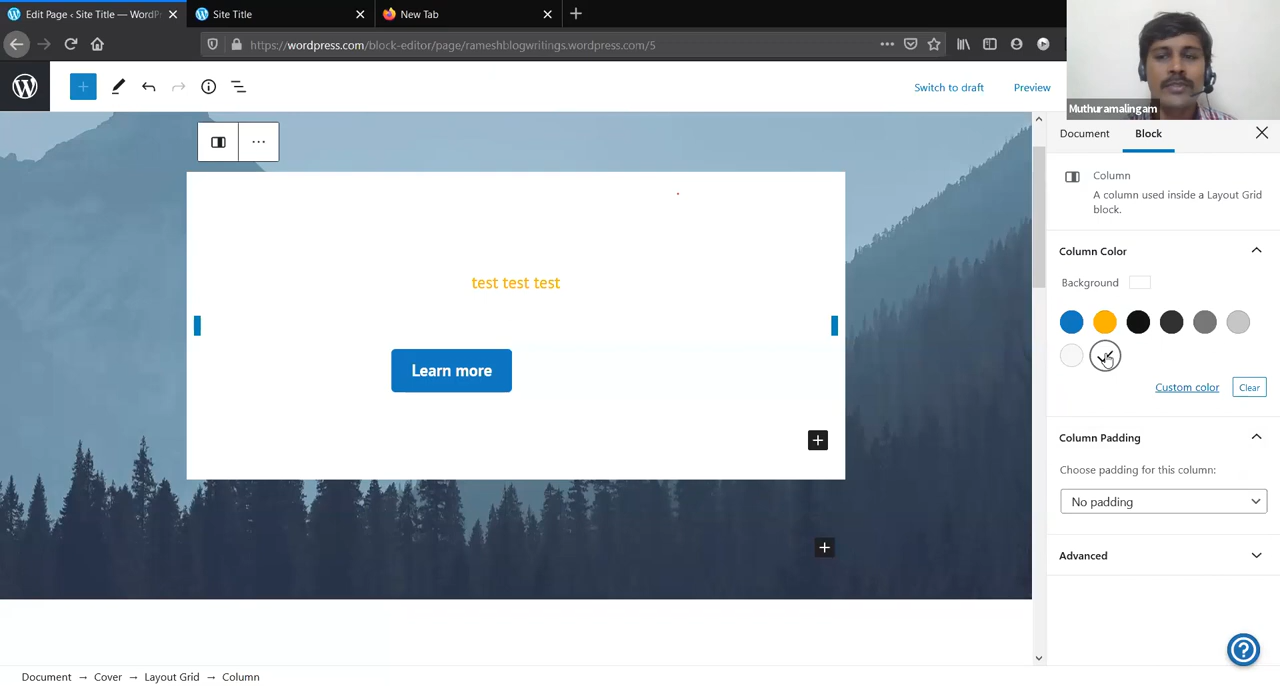 Edit Page ‹ Site Title — WordP
Site Title
New Tab
https://wordpress.com/block-editor/page/rameshblogwritings.wordpress.com/5
Switch to draft
Preview
Muthuramalingam
Document
Block
Column
A column used inside a Layout Grid
block.
Column Color
Background
test test test
Learn more
Custom color
Clear
Column Padding
Choose padding for this column:
No padding
Advanced
Document → Cover → Layout Grid → Column